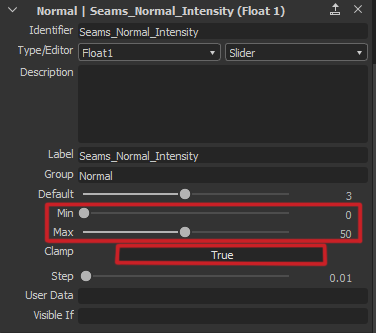 Normal | Seams_Normal_Intensity (Float 1)
Identifier Seams_Normal_Intensity
Type/Editor Float1 Slider
Description
Label Seams_Normal_Intensity
Group Normal
Default 3
Min 0
Max 50
Clamp True
Step 0.01
User Data
Visible If